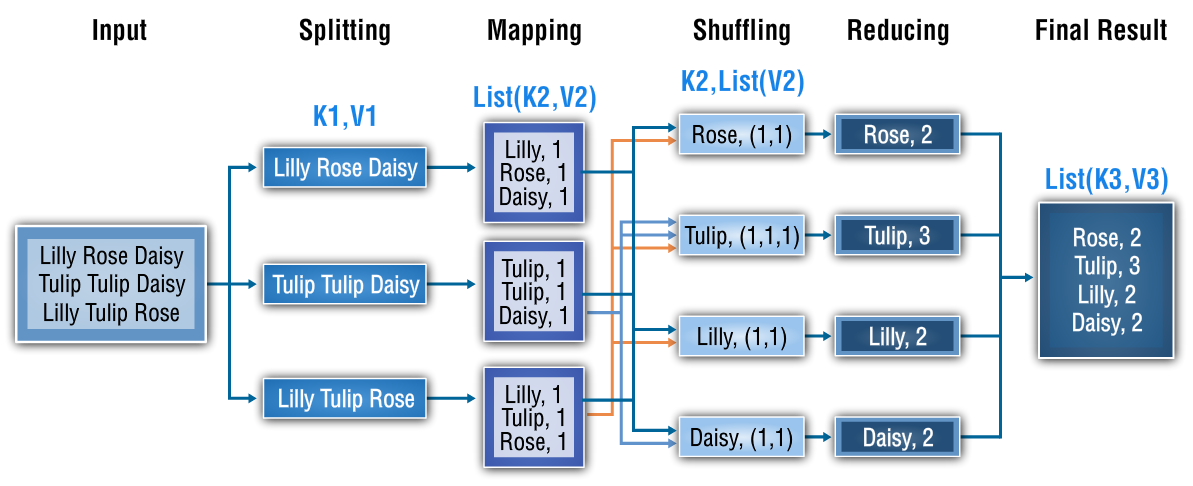 Input
Splitting
Mapping
Shuffling
Reducing
Final Result
Lilly Rose Daisy
Tulip Tulip Daisy
Lilly Tulip Rose
K1,V1
Lilly Rose Daisy
Tulip Tulip Daisy
Lilly Tulip Rose
List(K2,V2)
Lilly, 1
Rose, 1
Daisy, 1
Tulip, 1
Tulip, 1
Daisy, 1
Lilly, 1
Tulip, 1
Rose, 1
K2,List(V2)
Rose, (1,1)
Tulip, (1,1,1)
Lilly, (1,1)
Daisy, (1,1)
Rose, 2
Tulip, 3
Lilly, 2
Daisy, 2
List(K3,V3)
Rose, 2
Tulip, 3
Lilly, 2
Daisy, 2